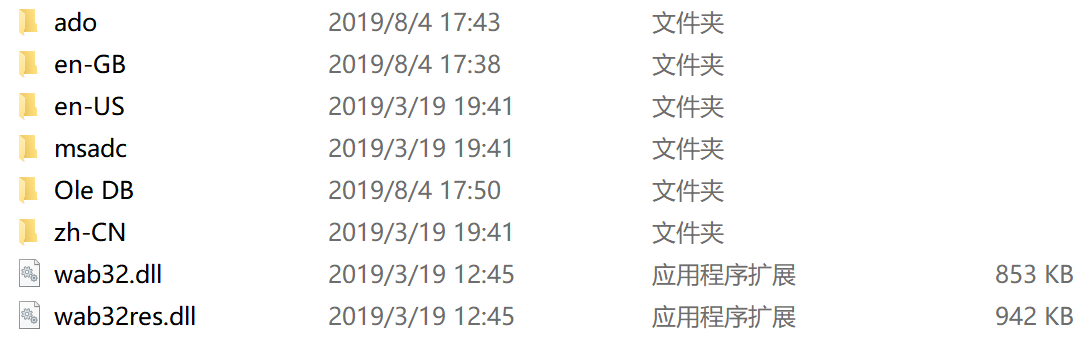 ado 2019/8/4 17:43 文件夹
en-GB 2019/8/4 17:38 文件夹
en-US 2019/3/19 19:41 文件夹
msadc 2019/3/19 19:41 文件夹
Ole DB 2019/8/4 17:50 文件夹
zh-CN 2019/3/19 19:41 文件夹
wab32.dll 2019/3/19 12:45 应用程序扩展 853 KB
wab32res.dll 2019/3/19 12:45 应用程序扩展 942 KB